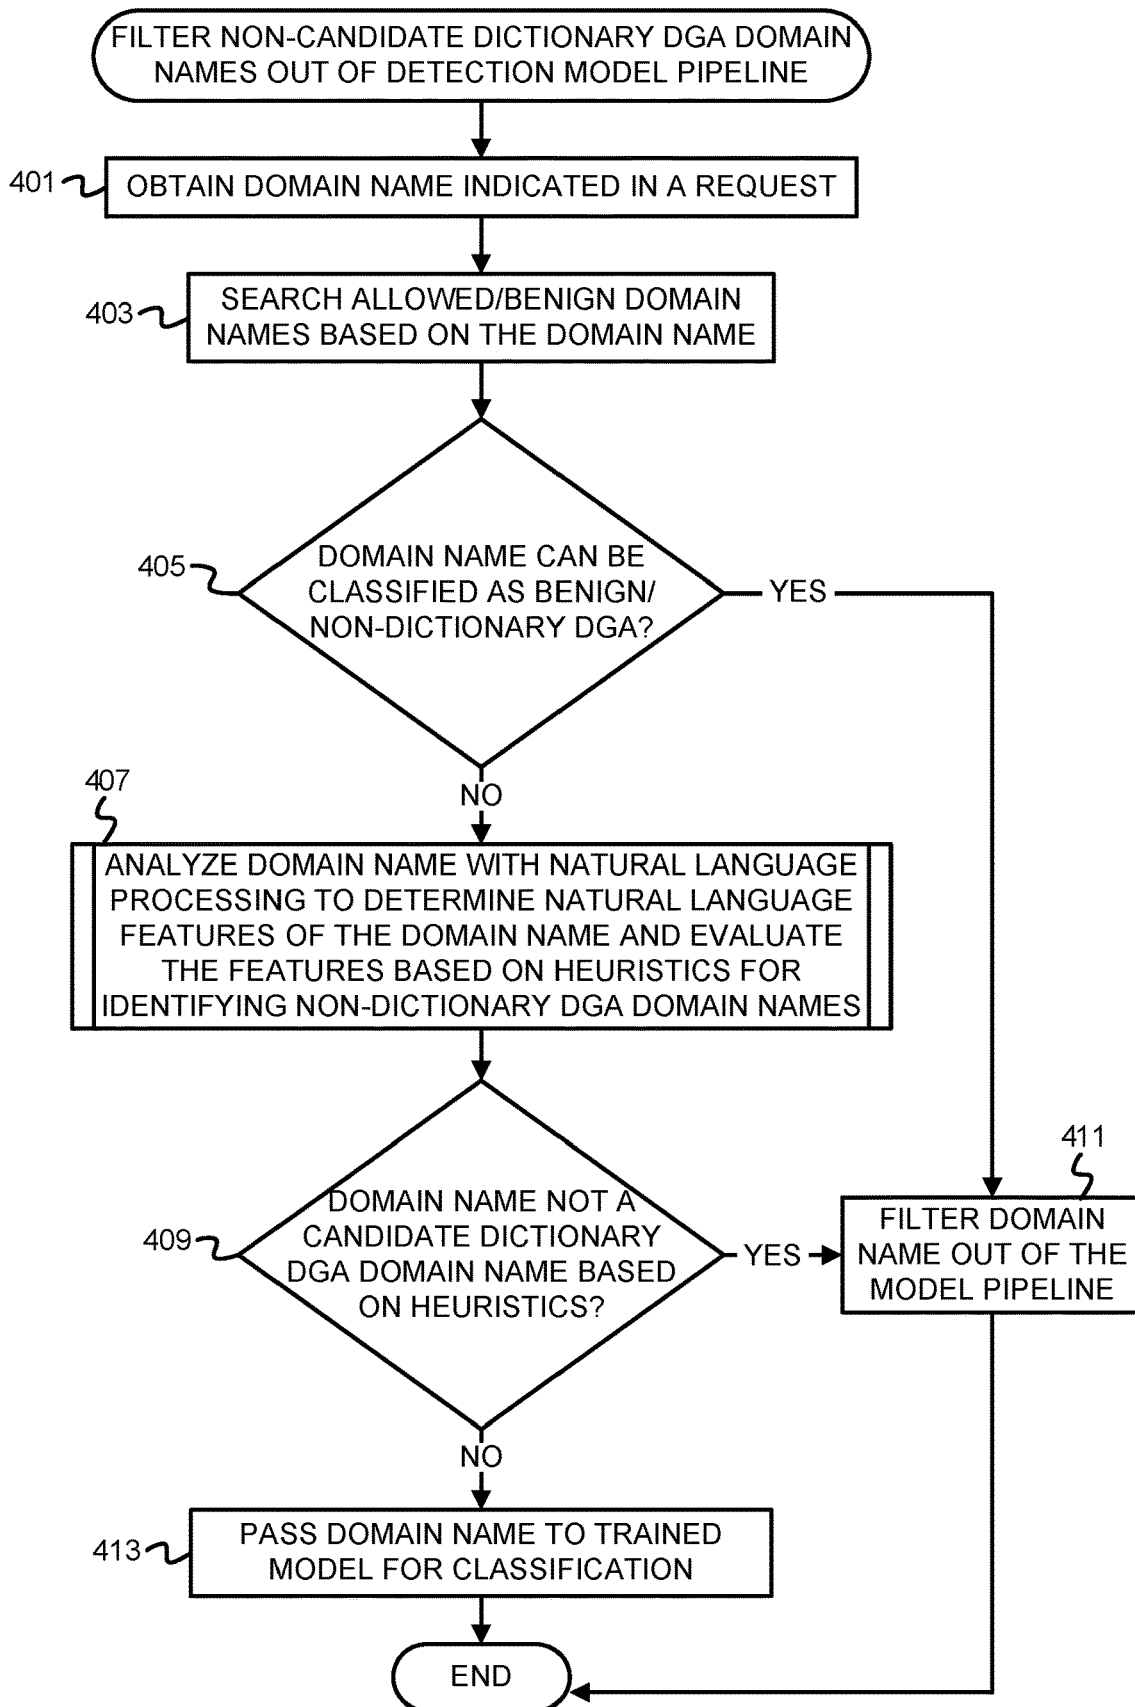 FILTER NON-CANDIDATE DICTIONARY DGA DOMAIN
NAMES OUT OF DETECTION MODEL PIPELINE
401
OBTAIN DOMAIN NAME INDICATED IN A REQUEST
403
SEARCH ALLOWED/BENIGN DOMAIN
NAMES BASED ON THE DOMAIN NAME
405
DOMAIN NAME CAN BE
CLASSIFIED AS BENIGN/
NON-DICTIONARY DGA?
YES
NO
407
ANALYZE DOMAIN NAME WITH NATURAL LANGUAGE
PROCESSING TO DETERMINE NATURAL LANGUAGE
FEATURES OF THE DOMAIN NAME AND EVALUATE
THE FEATURES BASED ON HEURISTICS FOR
IDENTIFYING NON-DICTIONARY DGA DOMAIN NAMES
409
DOMAIN NAME NOT A
CANDIDATE DICTIONARY
DGA DOMAIN NAME BASED
ON HEURISTICS?
YES
411
FILTER DOMAIN
NAME OUT OF THE
MODEL PIPELINE
NO
413
PASS DOMAIN NAME TO TRAINED
MODEL FOR CLASSIFICATION
END